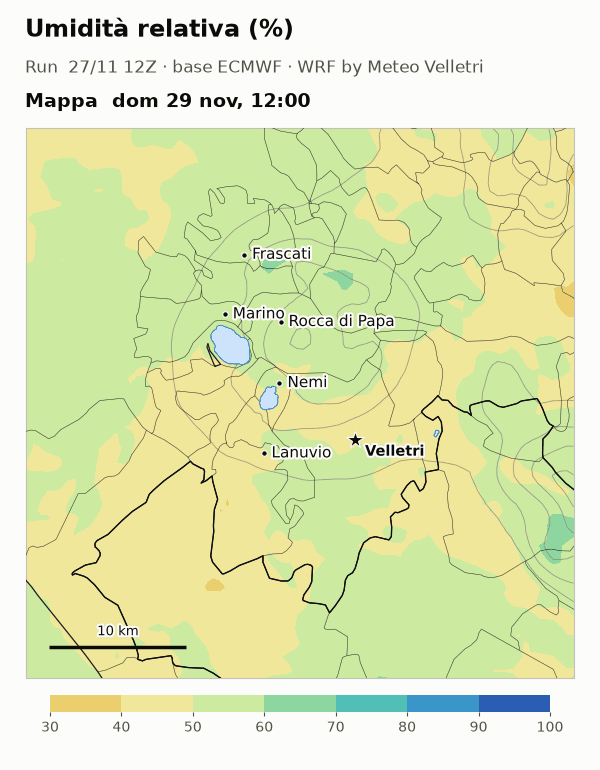 Umidità relativa (%)
Run  27/11 12Z · base ECMWF · WRF by Meteo Velletri
Mappa  dom 29 nov, 12:00
Frascati
Marino
Rocca di Papa
Nemi
Velletri
Lanuvio
10 km
30 40 50 60 70 80 90 100